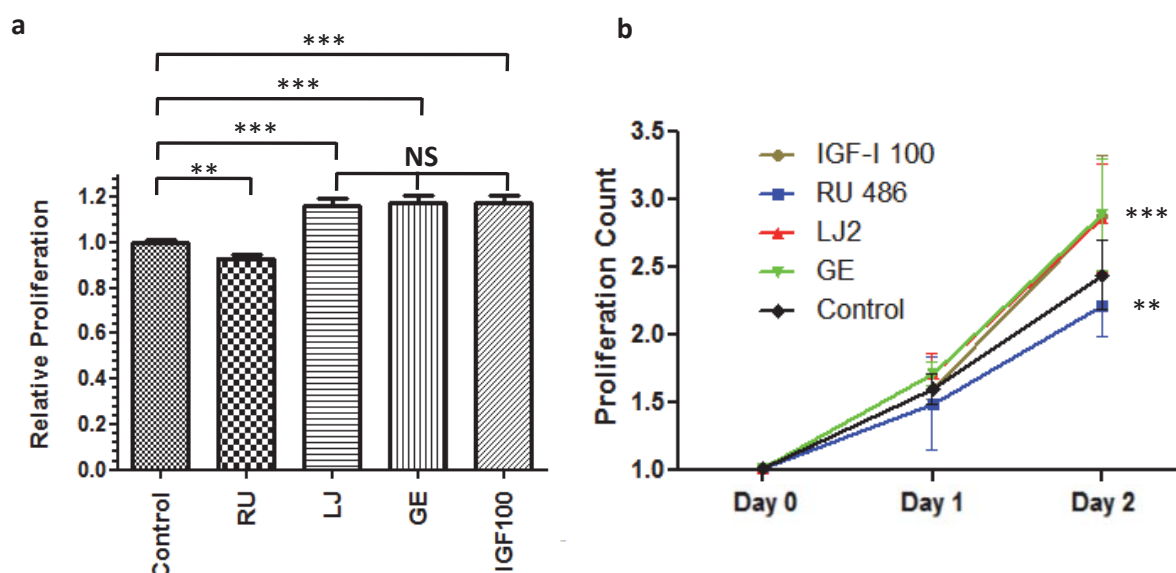 a
***
***
***
**
NS
Relative Proliferation
1.2
1.0
0.8
0.6
0.4
0.2
0.0
Control
RU
LJ
GE
IGF100
b
Proliferation Count
3.5
3.0
2.5
2.0
1.5
1.0
IGF-I 100
RU 486
LJ2
GE
Control
***
**
Day 0 Day 1 Day 2